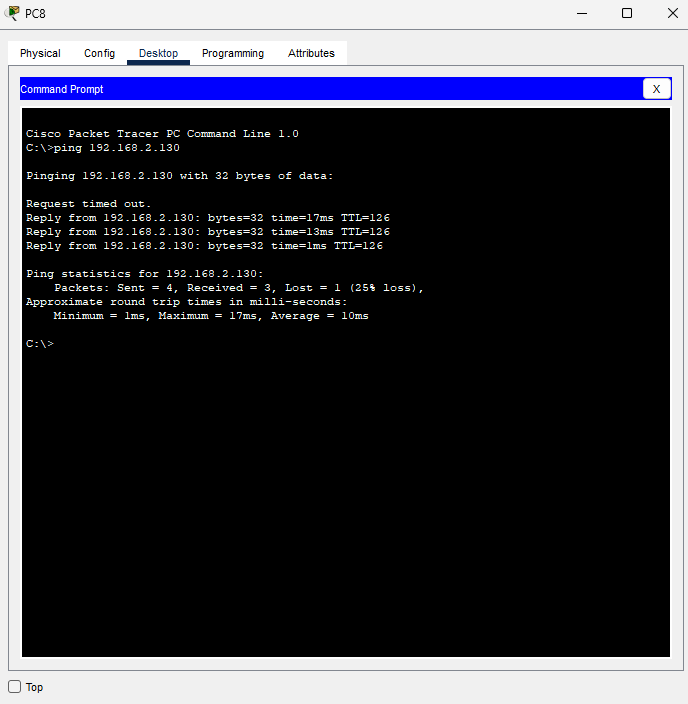 PC8
Physical Config Desktop Programming Attributes
Command Prompt X
Cisco Packet Tracer PC Command Line 1.0
C:\>ping 192.168.2.130
Pinging 192.168.2.130 with 32 bytes of data:
Request timed out.
Reply from 192.168.2.130: bytes=32 time=17ms TTL=126
Reply from 192.168.2.130: bytes=32 time=13ms TTL=126
Reply from 192.168.2.130: bytes=32 time=1ms TTL=126
Ping statistics for 192.168.2.130:
    Packets: Sent = 4, Received = 3, Lost = 1 (25% loss),
Approximate round trip times in milli-seconds:
    Minimum = 1ms, Maximum = 17ms, Average = 10ms
C:\>
Top